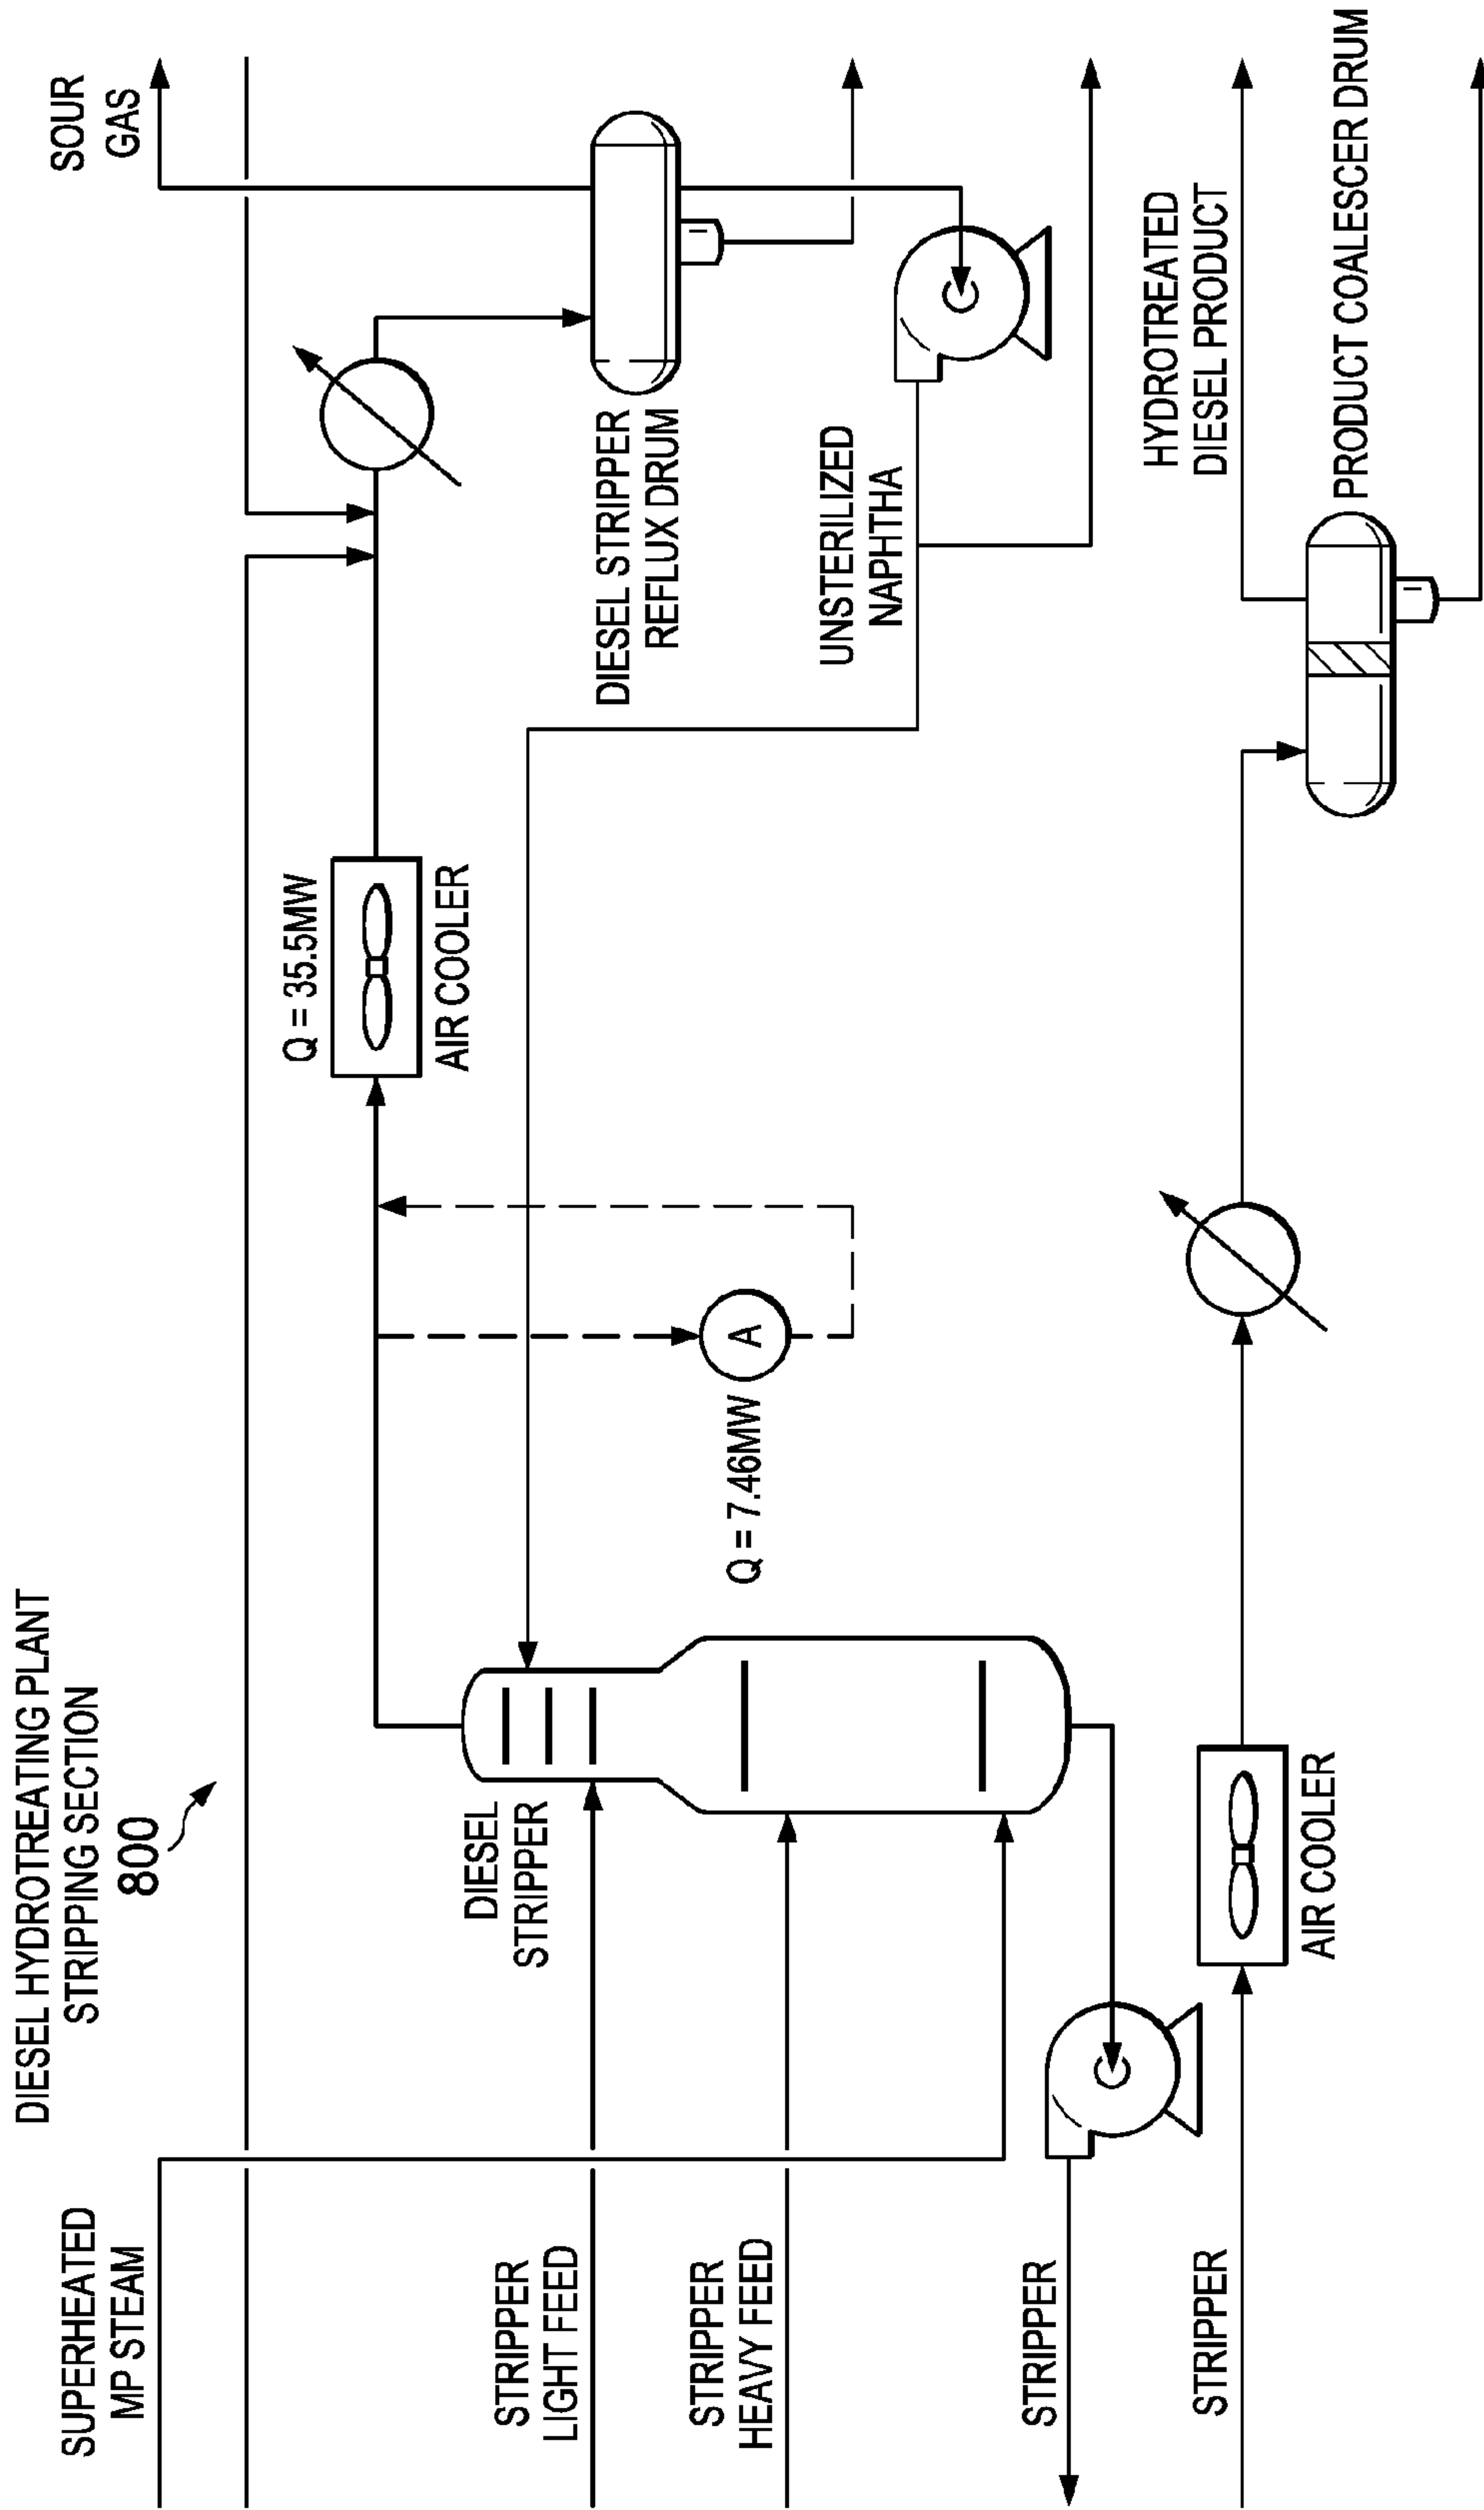 DIESEL HYDROTREATING PLANT
STRIPPING SECTION
800
SUPERHEATED
MP STEAM
SOUR
GAS
Q = 35.5MW
AIR COOLER
DIESEL
STRIPPER
STRIPPER
LIGHT FEED
DIESEL STRIPPER
REFLUX DRUM
STRIPPER
HEAVY FEED
A
Q = 7.46MW
UNSTERILIZED
NAPHTHA
STRIPPER
STRIPPER
AIR COOLER
HYDROTREATED
DIESEL PRODUCT
PRODUCT COALESCER DRUM